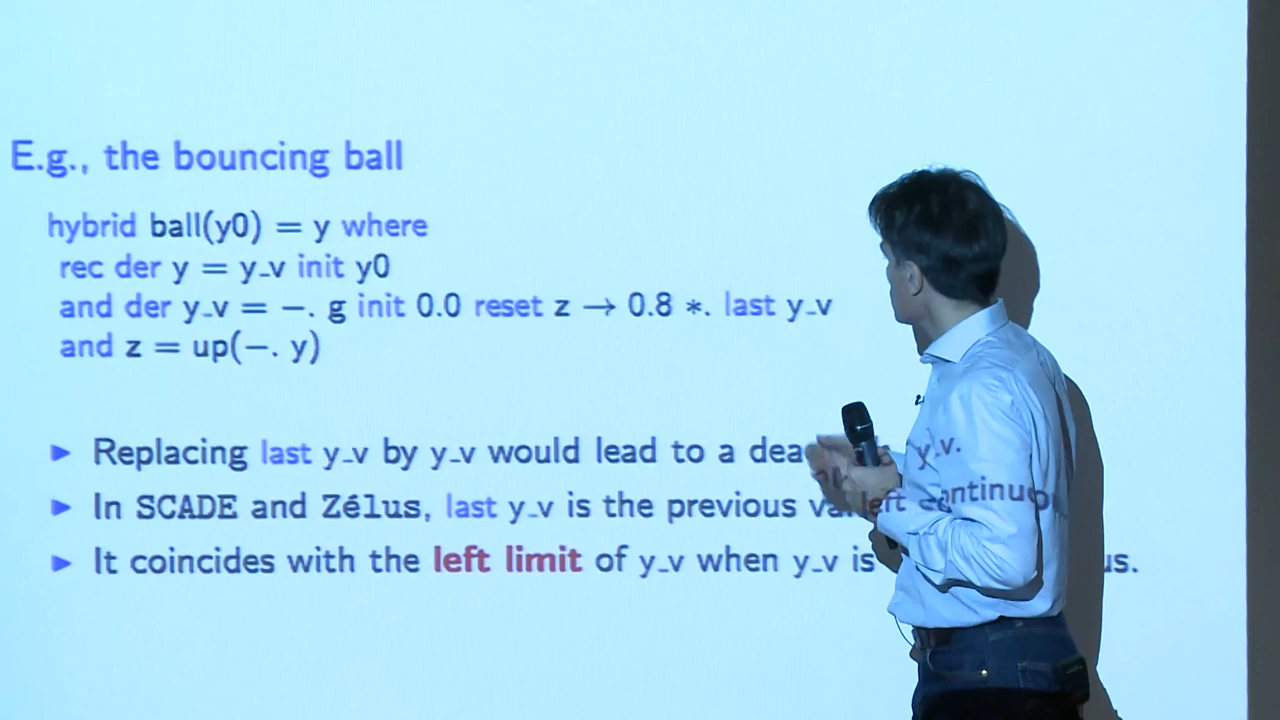 E.g., the bouncing ball
hybrid ball(y0) = y where
rec der y = y_v init y0
and der y_v = −. g init 0.0 reset z → 0.8 *. last y_v
and z = up(−. y)
▶ Replacing last y_v by y_v would lead to a y_v.
▶ In SCADE and Zélus, last y_v is the previous
▶ It coincides with the left limit of y_v when y_v is left